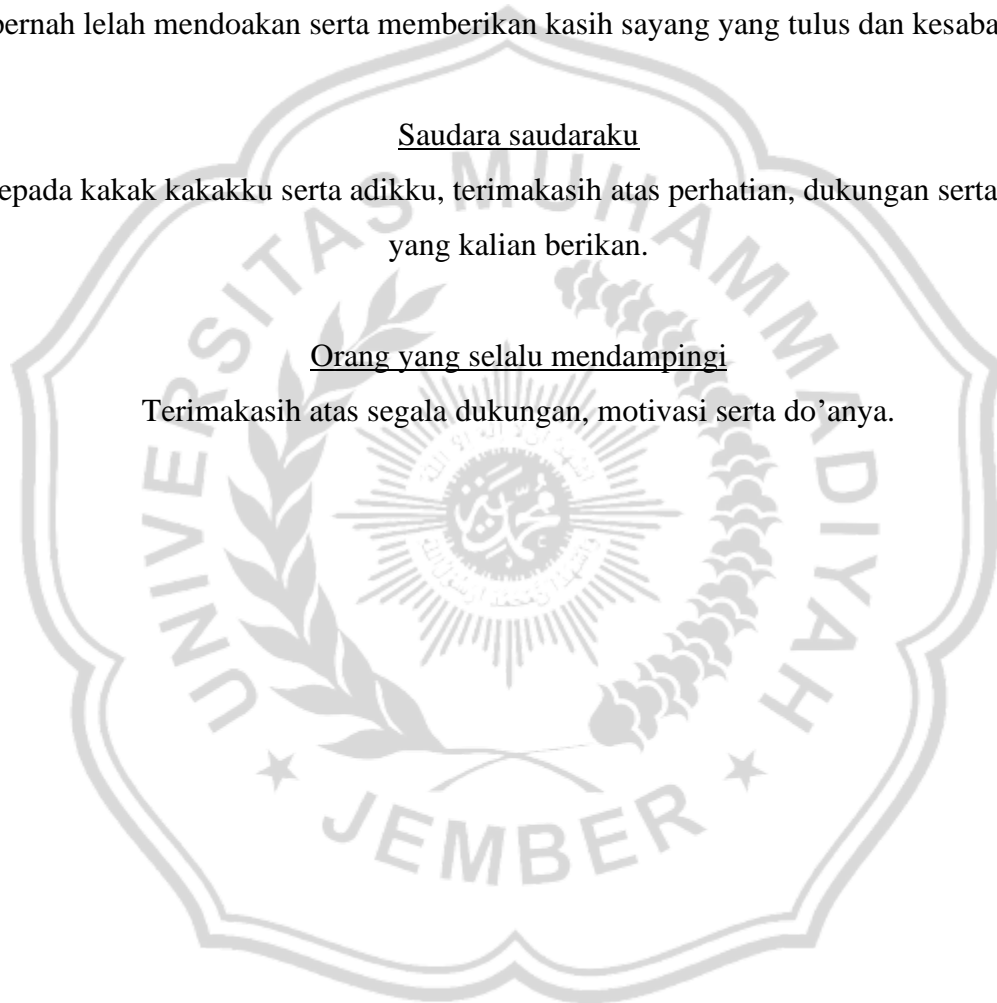 pernah lelah mendoakan serta memberikan kasih sayang yang tulus dan kesaba
Saudara saudaraku
epada kakak kakakku serta adikku, terimakasih atas perhatian, dukungan serta
yang kalian berikan.
Orang yang selalu mendampingi
Terimakasih atas segala dukungan, motivasi serta do’anya.
UNIVERSITAS MUHAMMADIYAH
JEMBER